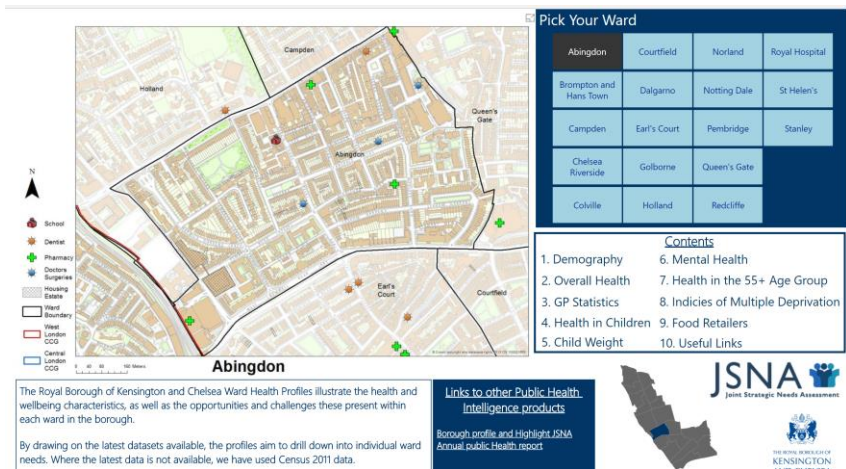 Campden
Holland
Queen's
Gate
Abingdon
Earl's
Court
Courtfield
N
School
Dentist
Pharmacy
Doctors
Surgeries
Housing
Estate
Ward
Boundary
West
London
CCG
Central
London
CCG
0 40 80 160 Meters
Abingdon
Pick Your Ward
Abingdon Courtfield Norland Royal Hospital
Brompton and
Hans Town Dalgarno Notting Dale St Helen's
Campden Earl's Court Pembridge Stanley
Chelsea
Riverside Golborne Queen's Gate
Colville Holland Redcliffe
Contents
1. Demography
2. Overall Health
3. GP Statistics
4. Health in Children
5. Child Weight
6. Mental Health
7. Health in the 55+ Age Group
8. Indicies of Multiple Deprivation
9. Food Retailers
10. Useful Links
The Royal Borough of Kensington and Chelsea Ward Health Profiles illustrate the health and
wellbeing characteristics, as well as the opportunities and challenges these present within
each ward in the borough.
By drawing on the latest datasets available, the profiles aim to drill down into individual ward
needs. Where the latest data is not available, we have used Census 2011 data.
Links to other Public Health
Intelligence products
Borough profile and Highlight JSNA
Annual public Health report
JSNA
Joint Strategic Needs Assessment
THE ROYAL BOROUGH OF
KENSINGTON